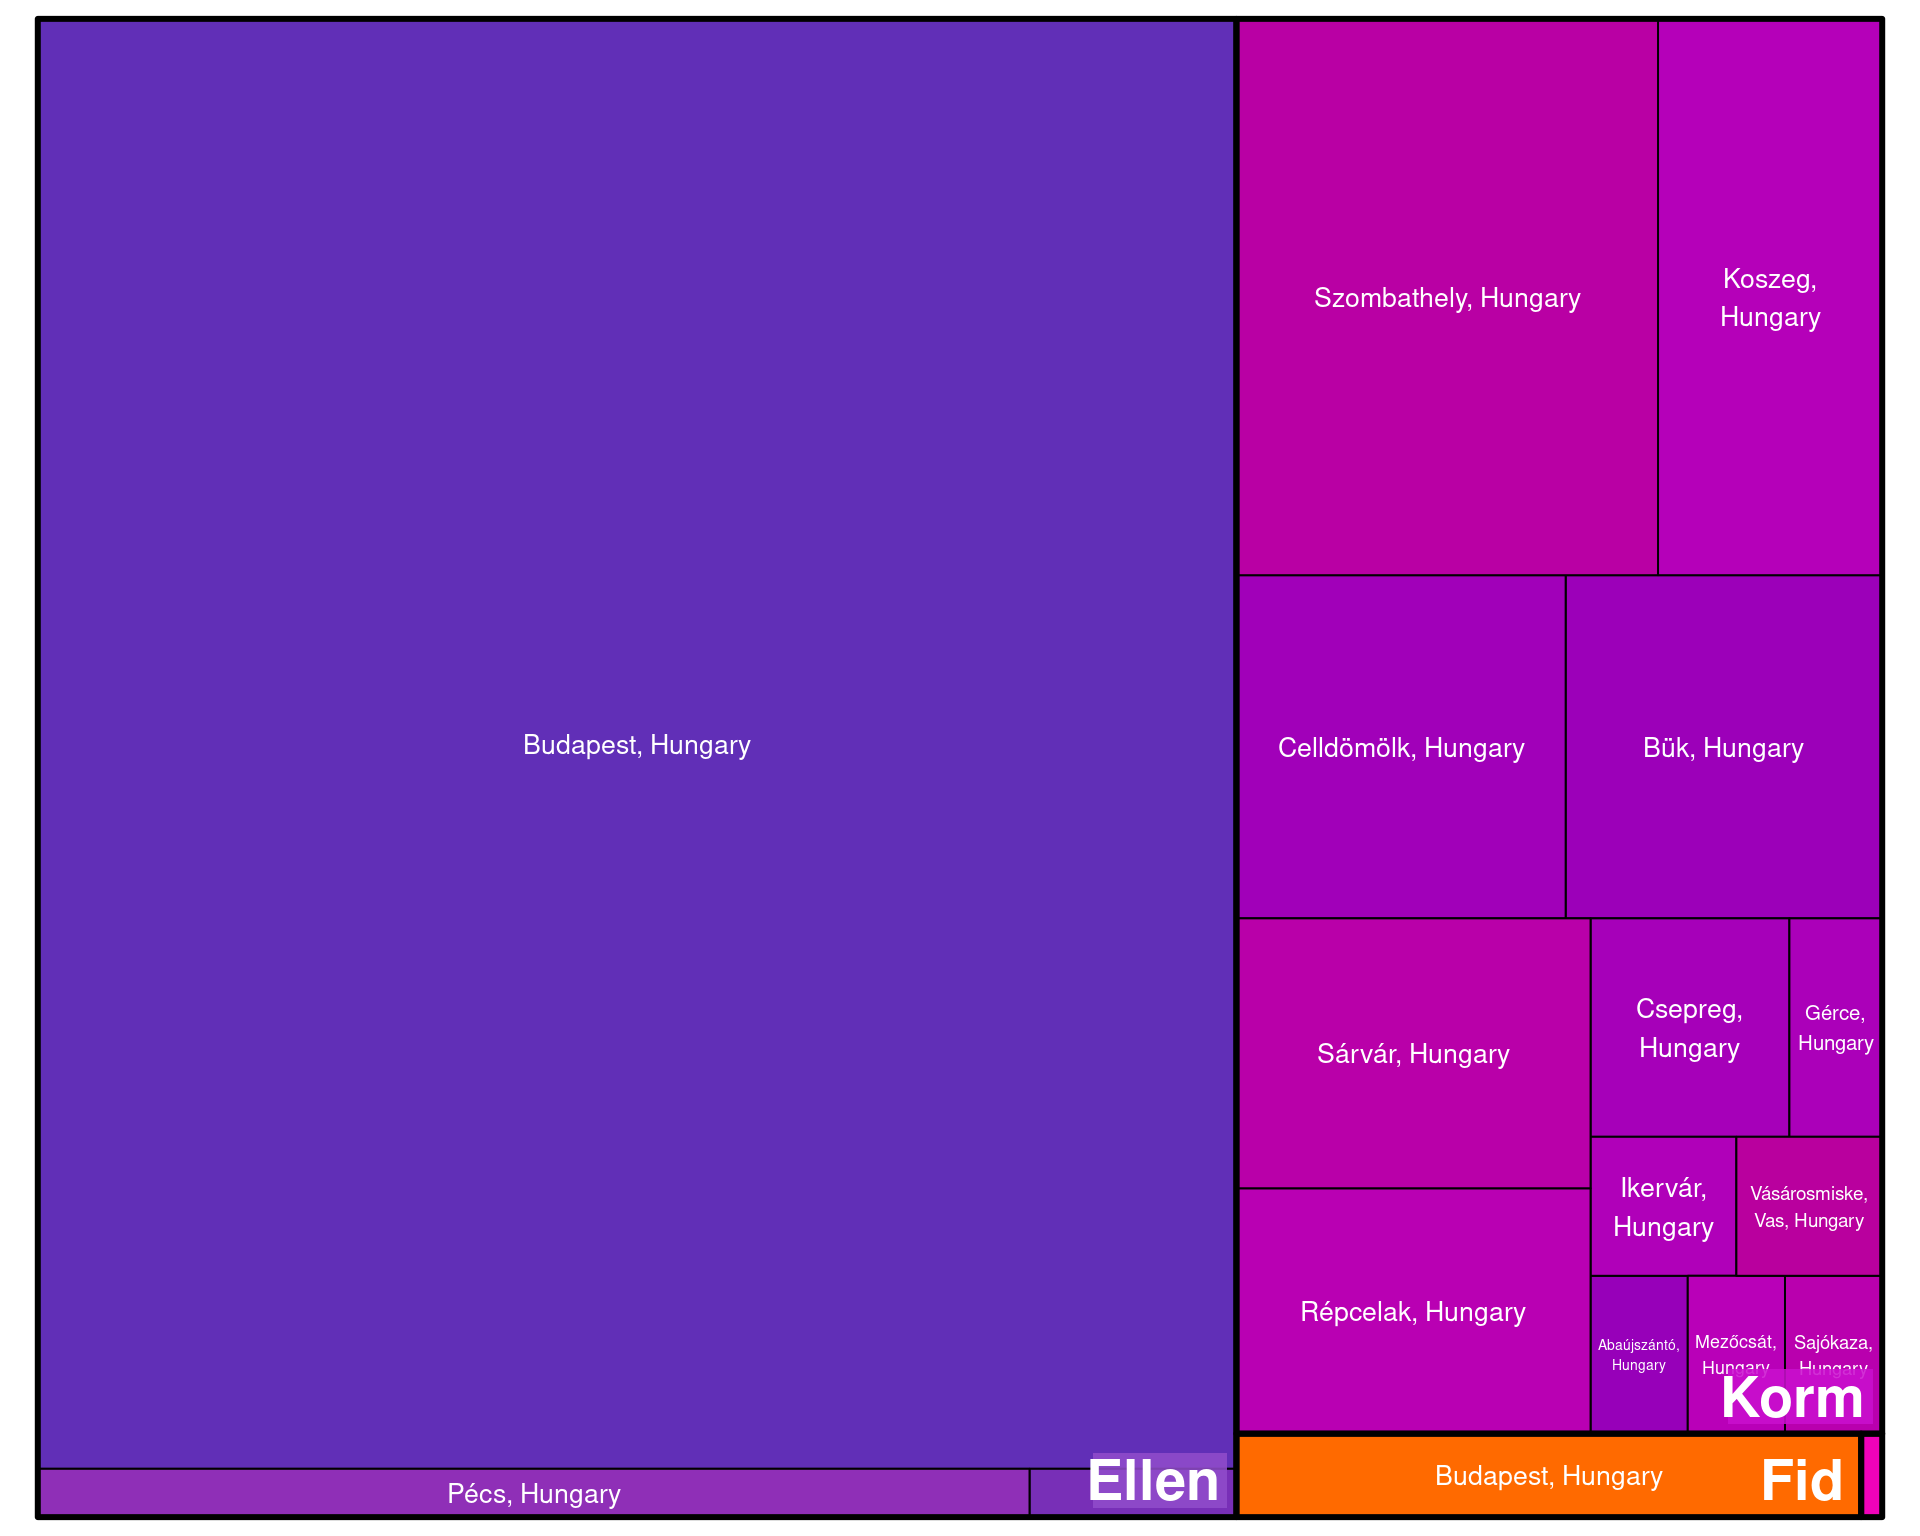 Budapest, Hungary
Pécs, Hungary
Ellen
Szombathely, Hungary
Koszeg,
Hungary
Celldömölk, Hungary
Bük, Hungary
Sárvár, Hungary
Csepreg,
Hungary
Gérce,
Hungary
Répcelak, Hungary
Ikervár,
Hungary
Vásárosmiske,
Vas, Hungary
Abaújszántó,
Hungary
Mezőcsát,
Hungary
Sajókaza,
Hungary
Korm
Budapest, Hungary
Fid